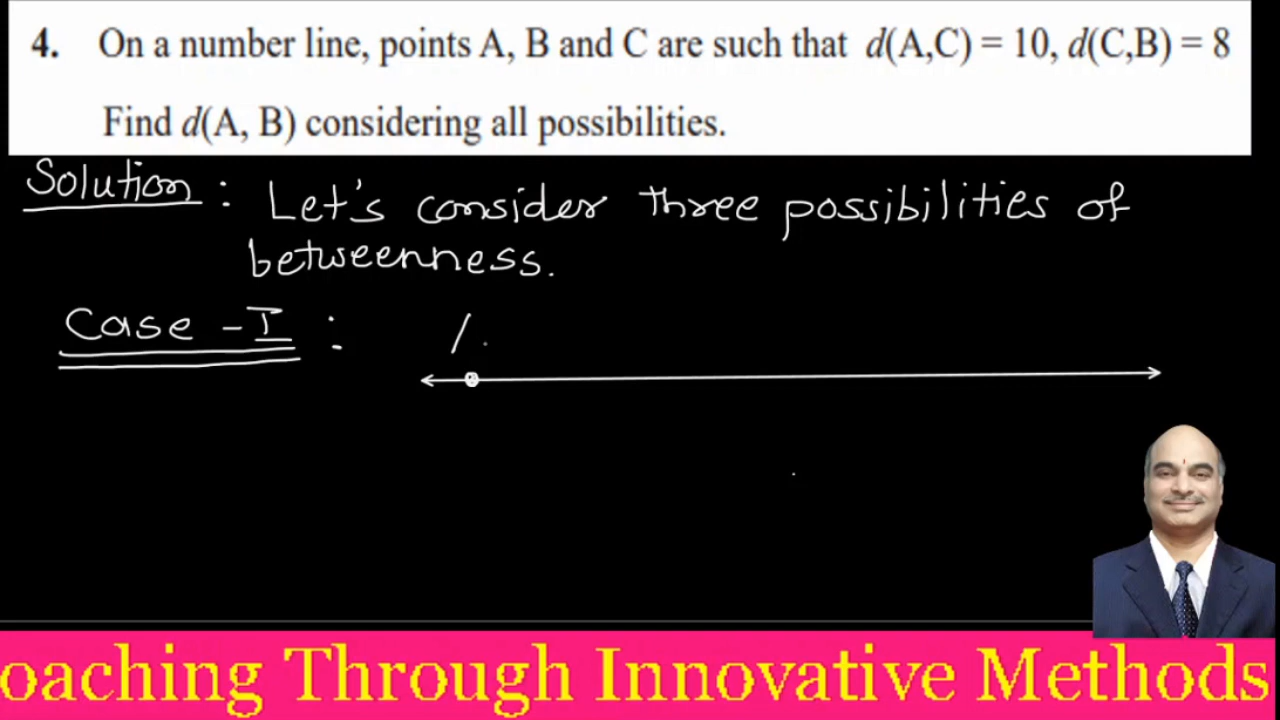 4. On a number line, points A, B and C are such that d(A,C) = 10, d(C,B) = 8
Find d(A, B) considering all possibilities.
Solution : Let's consider three possibilities of
betweenness.
Case - I :
oaching Through Innovative Methods